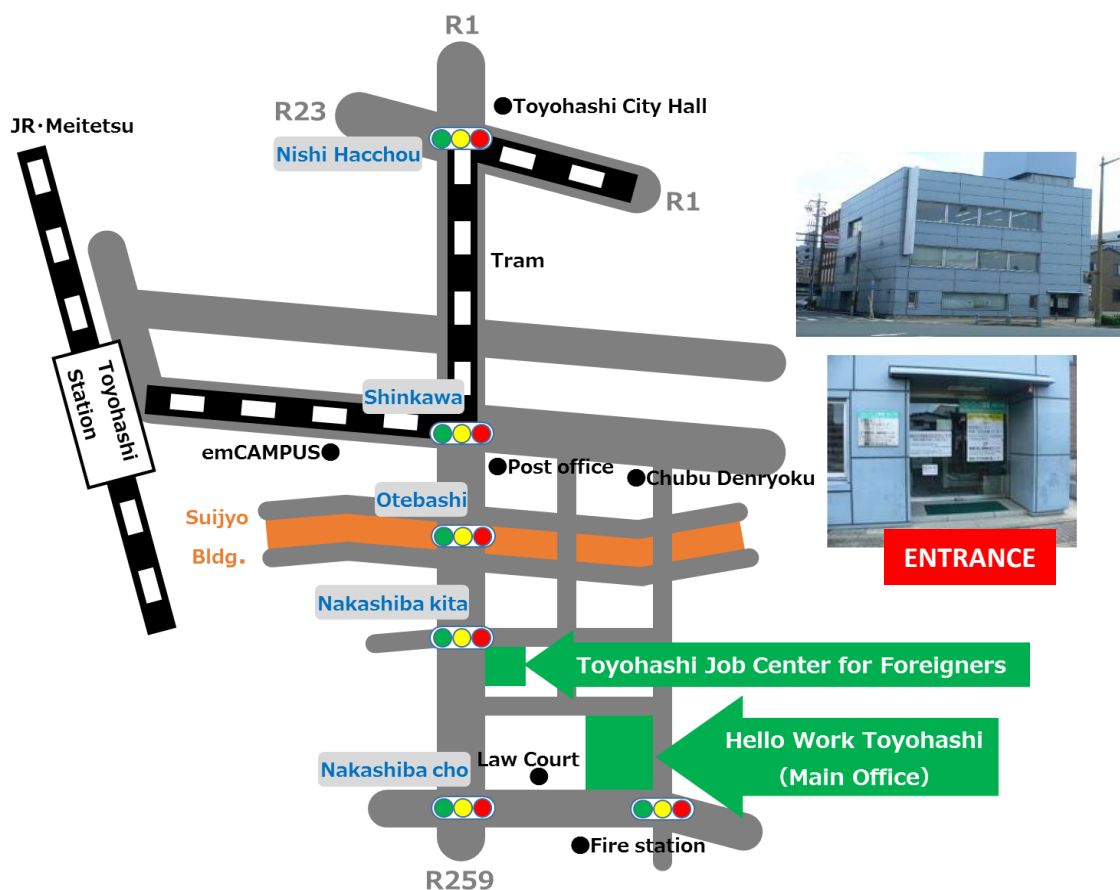 R1
R23
Toyohashi City Hall
JR･Meitetsu
Nishi Hacchou
R1
Tram
Toyohashi
Station
Shinkawa
emCAMPUS
Post office
Chubu Denryoku
Otebashi
Suijyo
Bldg.
ENTRANCE
Nakashiba kita
Toyohashi Job Center for Foreigners
Hello Work Toyohashi
(Main Office)
Law Court
Nakashiba cho
Fire station
R259